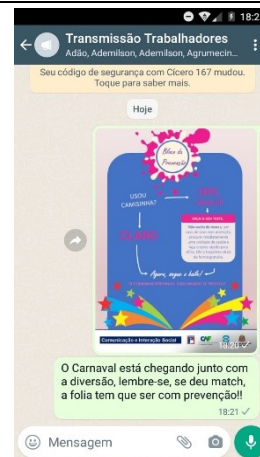 18:2
Transmissão Trabalhadores
Adão, Ademilson, Ademilson, Agrumecin...
Seu código de segurança com Cícero 167 mudou.
Toque para saber mais.
Hoje
Bloco da
Prevenção
USOU
CAMISINHA?
CLARO
Agora, segue o baile!
Comunicação e Interação Social
18:20
O Carnaval está chegando junto com
a diversão, lembre-se, se deu match,
a folia tem que ser com prevenção!!
18:21
Mensagem